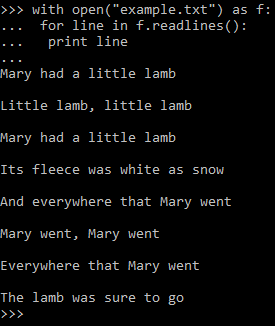 >>> with open("example.txt") as f:
...  for line in f.readlines():
...   print line
...
Mary had a little lamb
Little lamb, little lamb
Mary had a little lamb
Its fleece was white as snow
And everywhere that Mary went
Mary went, Mary went
Everywhere that Mary went
The lamb was sure to go
>>>